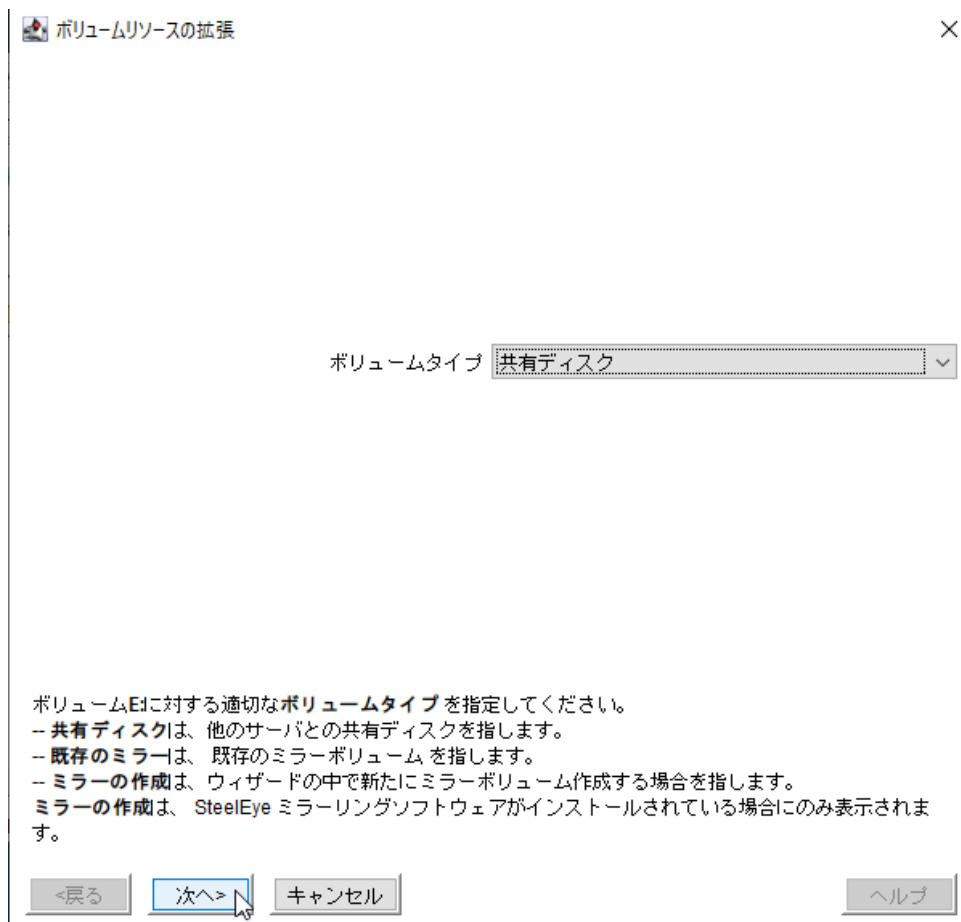 ボリュームリソースの拡張
ボリュームタイプ 共有ディスク
ボリュームE:に対する適切なボリュームタイプ を指定してください。
-- 共有ディスクは、他のサーバとの共有ディスクを指します。
-- 既存のミラーは、 既存のミラーボリューム を指します。
-- ミラーの作成は、ウィザードの中で新たにミラーボリューム作成する場合を指します。
ミラーの作成は、 SteelEye ミラーリングソフトウェアがインストールされている場合にのみ表示されま
す。
<戻る 次へ> キャンセル ヘルプ